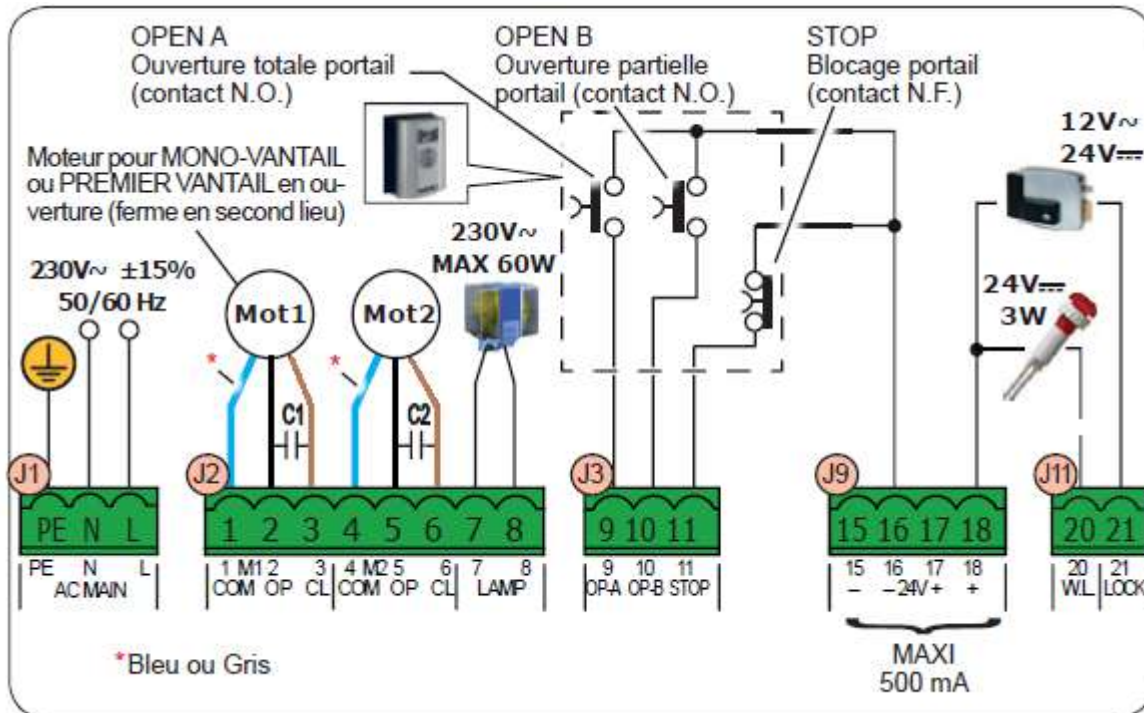 OPEN A
Ouverture totale portail
(contact N.O.)
OPEN B
Ouverture partielle
portail (contact N.O.)
STOP
Blocage portail
(contact N.F.)
Moteur pour MONO-VANTAIL
ou PREMIER VANTAIL en ou-
verture (ferme en second lieu)
12V~
24V⎓
230V~
MAX 60W
230V~ ±15%
50/60 Hz
24V⎓
3W
Mot1
Mot2
*
*
C1
C2
J1
J2
J3
J9
J11
PE N L
1 2 3 4 5 6 7 8
9 10 11
15 16 17 18
20 21
PE N L
AC MAIN
1 M1 2 3
COM OP CL
4 M2 5 6
COM OP CL
7 8
LAMP
9 10 11
OP-A OP-B STOP
15 16 17 18
– –24V+ +
20 21
W.L LOCK
MAXI
500 mA
*Bleu ou Gris